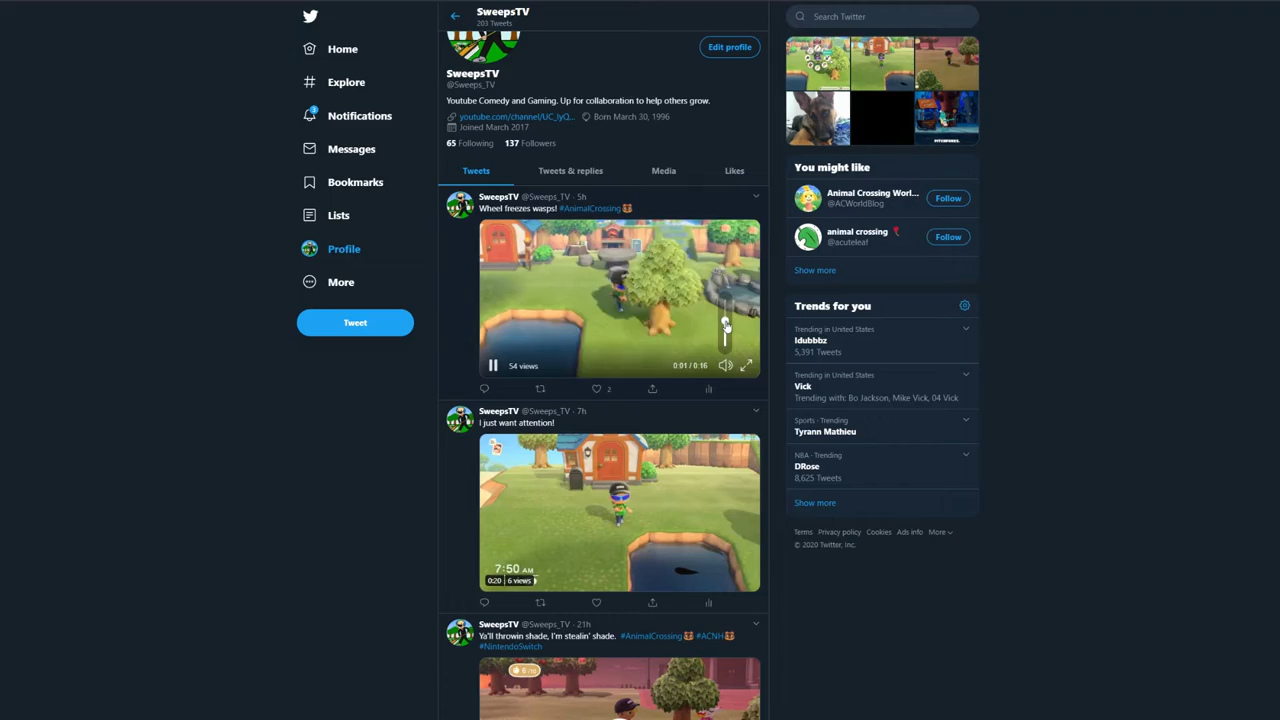 SweepsTV
203 Tweets
Edit profile
SweepsTV
@Sweeps_TV
Youtube Comedy and Gaming. Up for collaboration to help others grow.
youtube.com/channel/UC_lyQ... Born March 30, 1996
Joined March 2017
65 Following 137 Followers
Tweets Tweets & replies Media Likes
SweepsTV @Sweeps_TV · 5h
Wheel freezes wasps! #AnimalCrossing
54 views 0:01 / 0:16
2
SweepsTV @Sweeps_TV · 7h
I just want attention!
7:50 AM
0:20 6 views
SweepsTV @Sweeps_TV · 21h
Ya'll throwin shade, I'm stealin' shade. #AnimalCrossing #ACNH
#NintendoSwitch
Home
Explore
Notifications
Messages
Bookmarks
Lists
Profile
More
Tweet
Search Twitter
You might like
Animal Crossing Worl...
@ACWorldBlog
Follow
animal crossing
@acuteleaf
Follow
Show more
Trends for you
Trending in United States
Idubbbz
5,391 Tweets
Trending in United States
Vick
Trending with: Bo Jackson, Mike Vick, 04 Vick
Sports · Trending
Tyrann Mathieu
NBA · Trending
DRose
8,625 Tweets
Show more
Terms Privacy policy Cookies Ads info More
© 2020 Twitter, Inc.